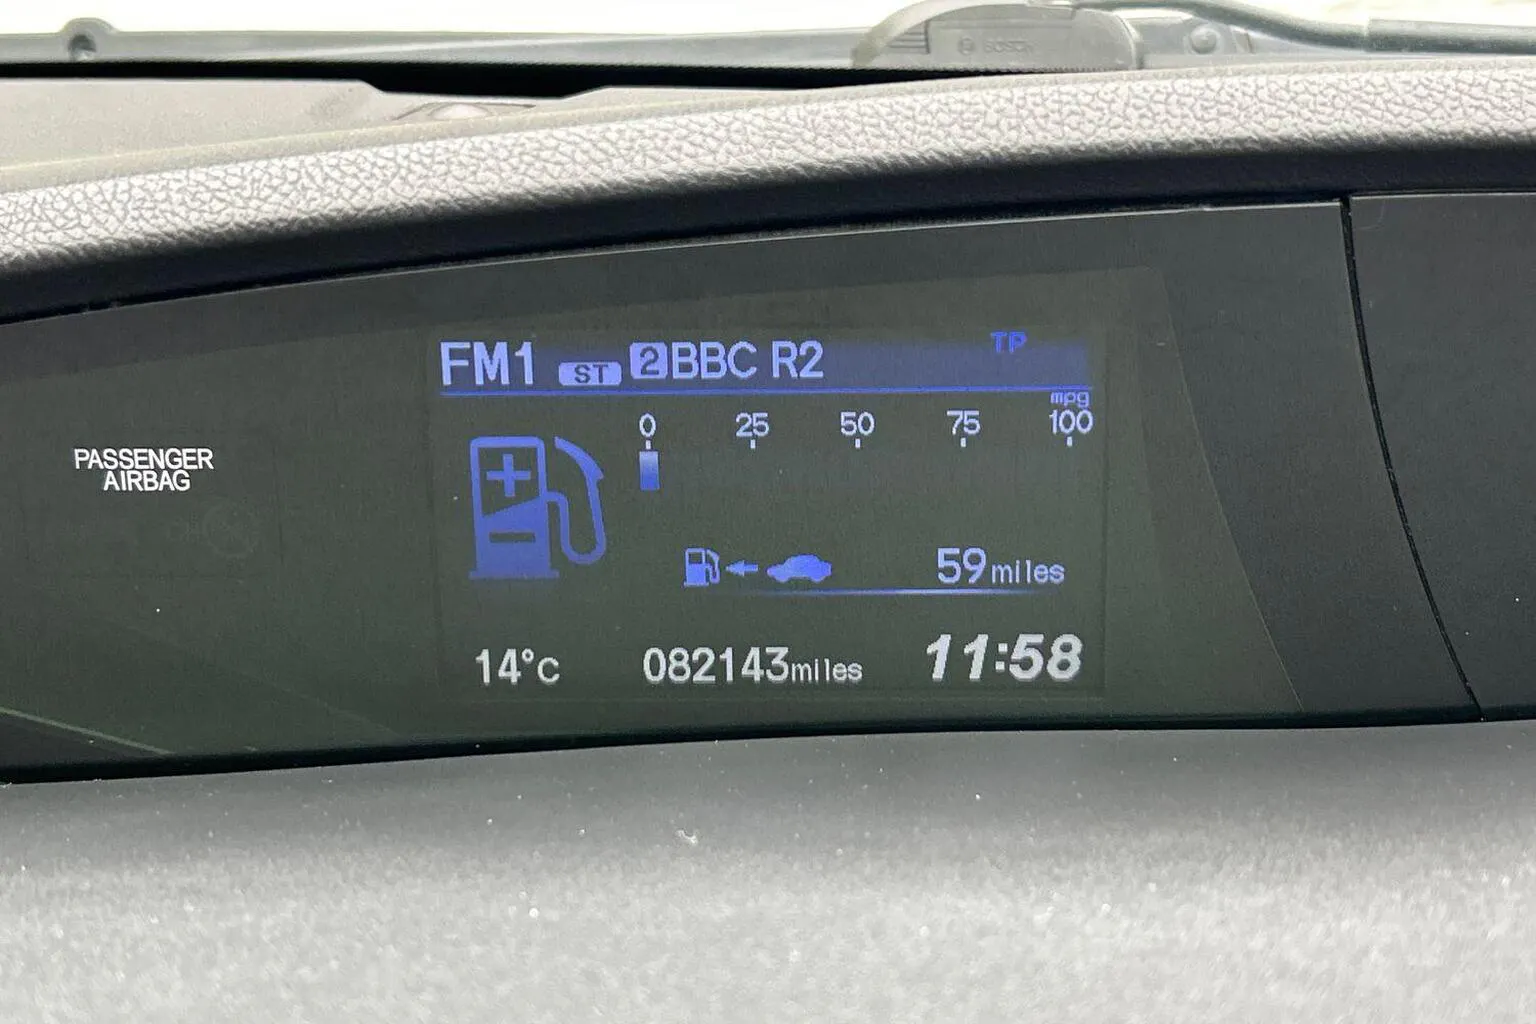 BOSCH
FM1 ST 2 BBC R2 TP
mpg
0 25 50 75 100
PASSENGER
AIRBAG
59 miles
14°C 082143 miles 11:58